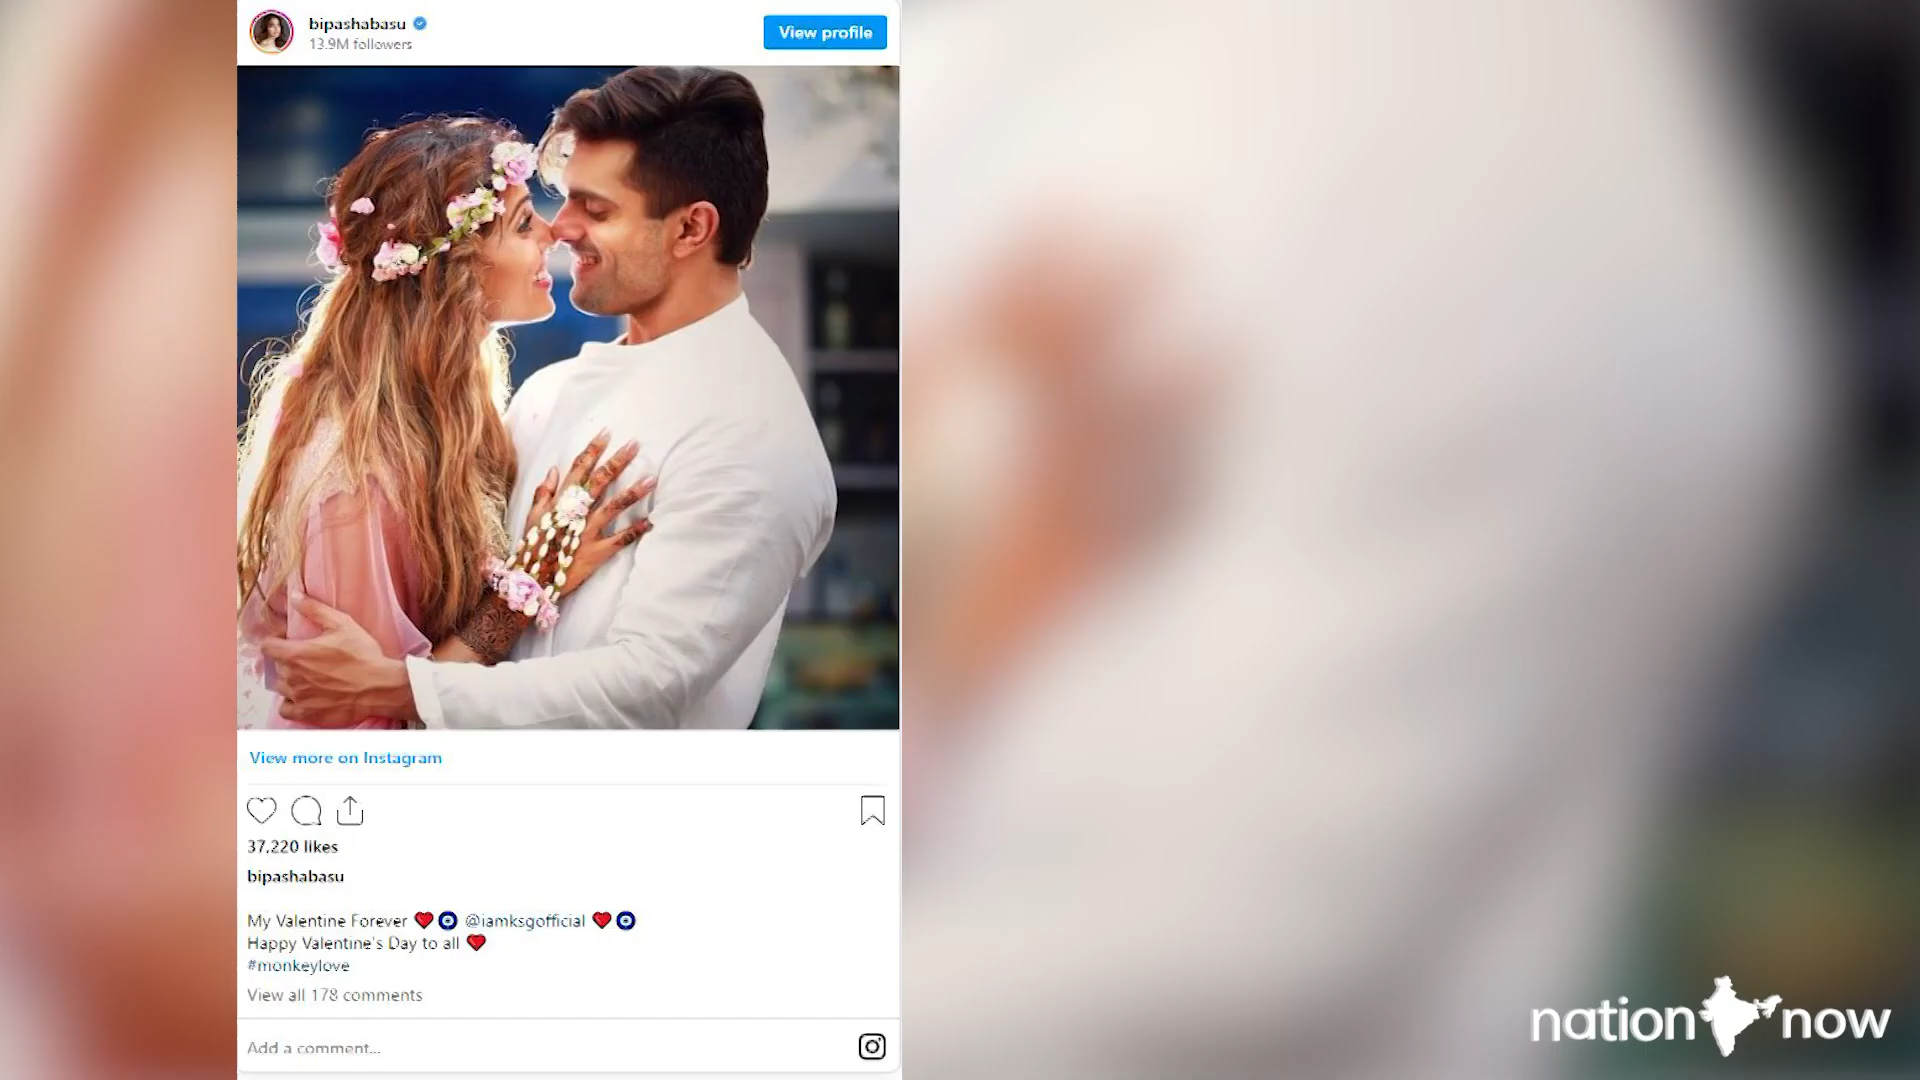 bipashabasu
13.9M followers
View profile
View more on Instagram
37,220 likes
bipashabasu
My Valentine Forever ❤️🧿 @iamksgofficial ❤️🧿
Happy Valentine's Day to all ❤️
#monkeylove
View all 178 comments
Add a comment...
nation now